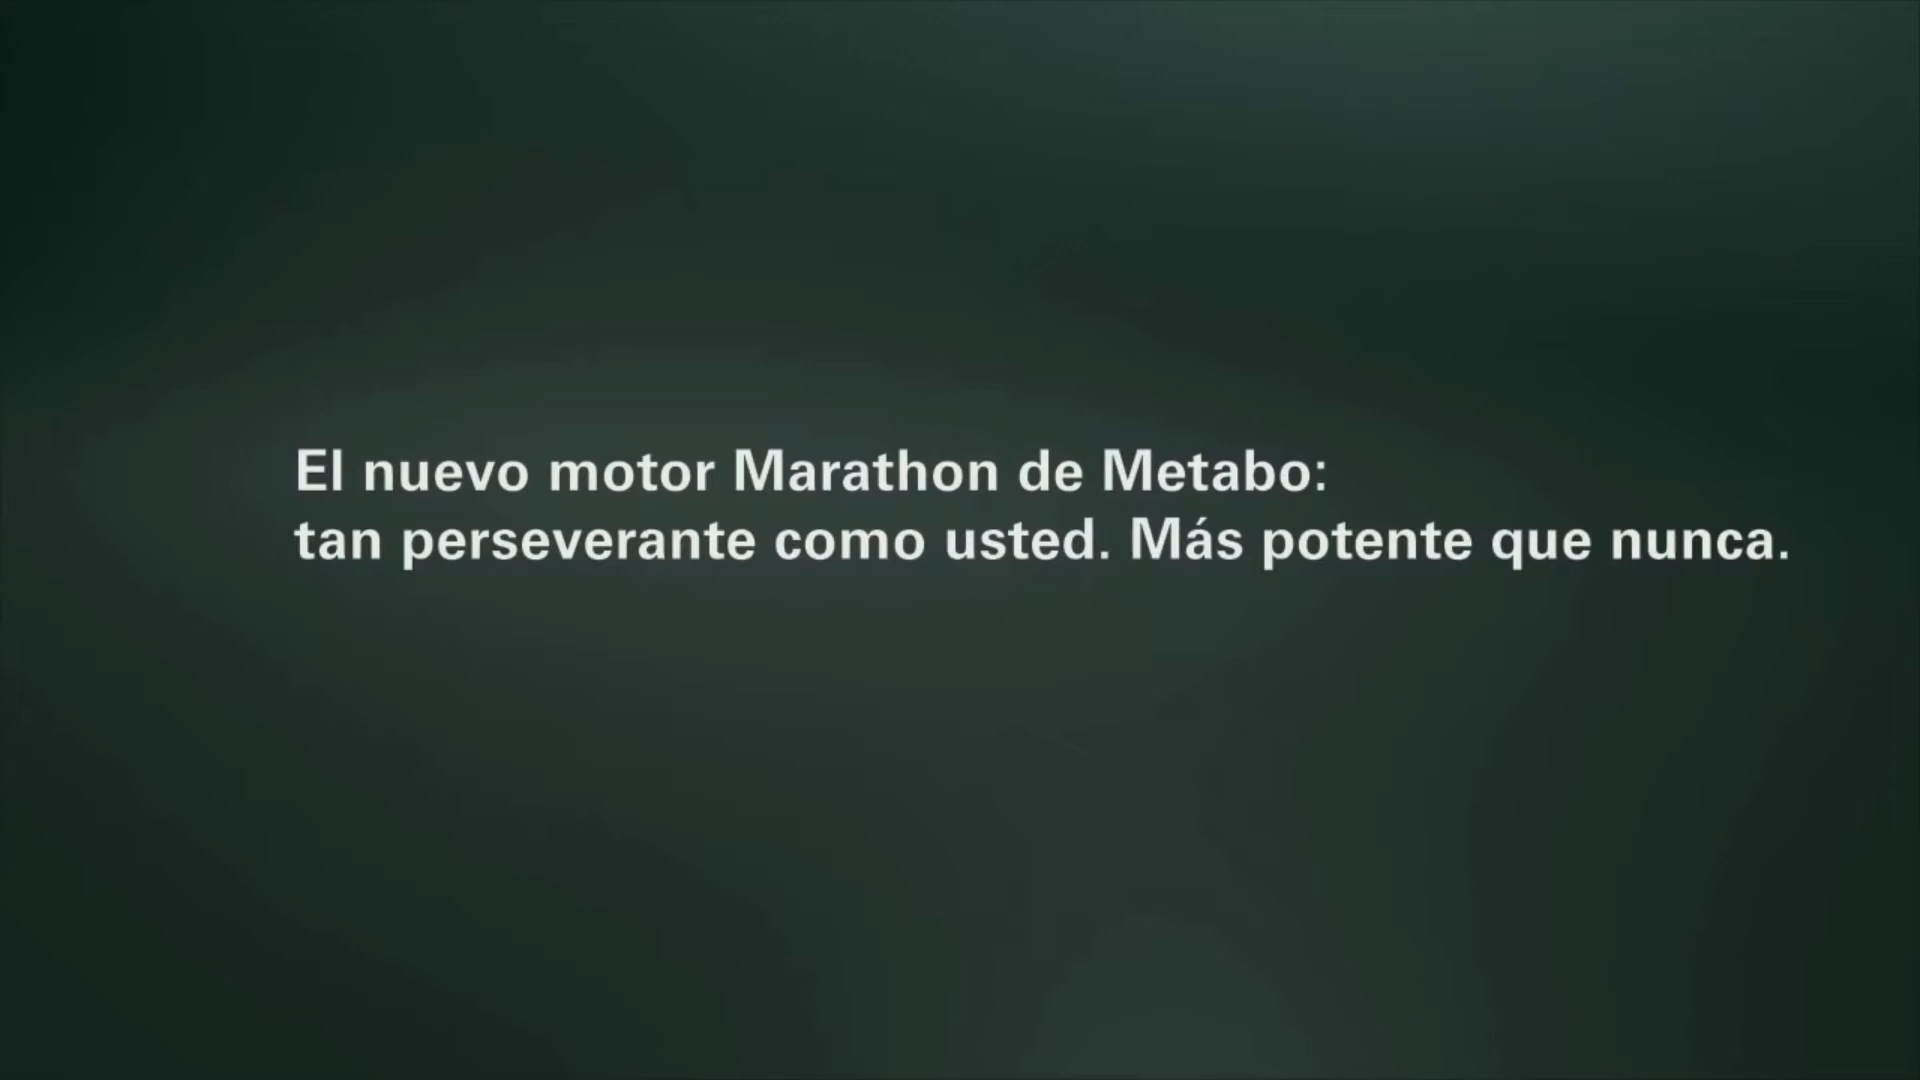 El nuevo motor Marathon de Metabo:
tan perseverante como usted. Más potente que nunca.